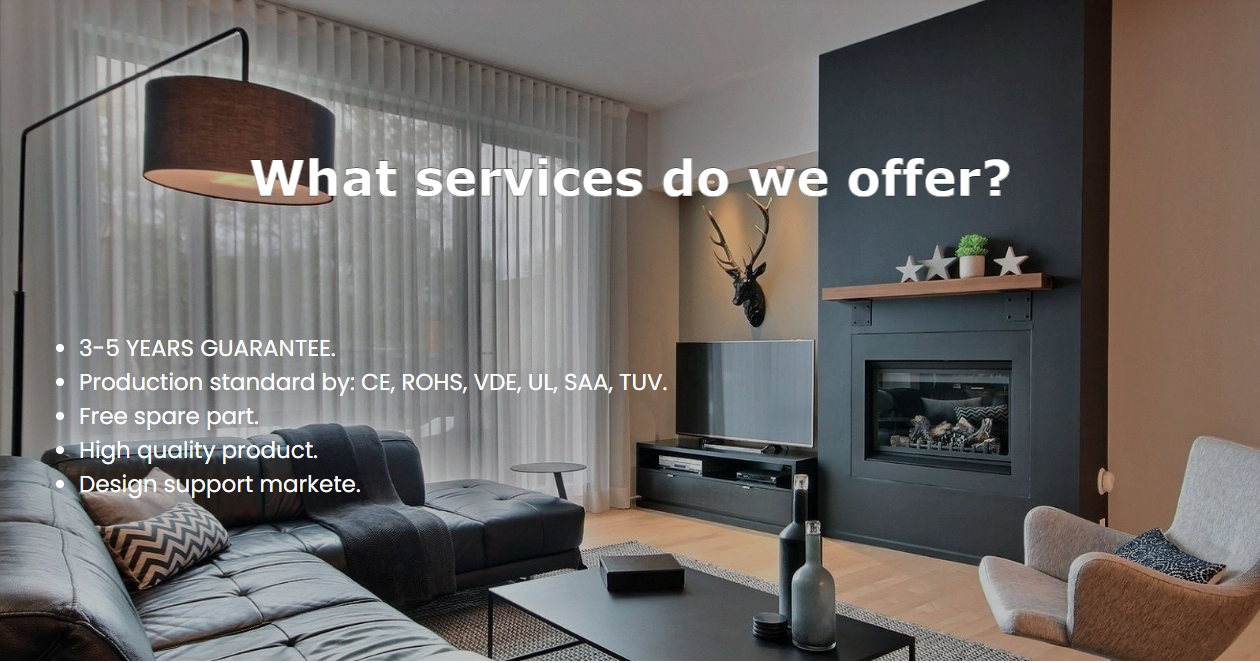 What services do we offer?
3-5 YEARS GUARANTEE.
Production standard by: CE, ROHS, VDE, UL, SAA, TUV.
Free spare part.
High quality product.
Design support markete.